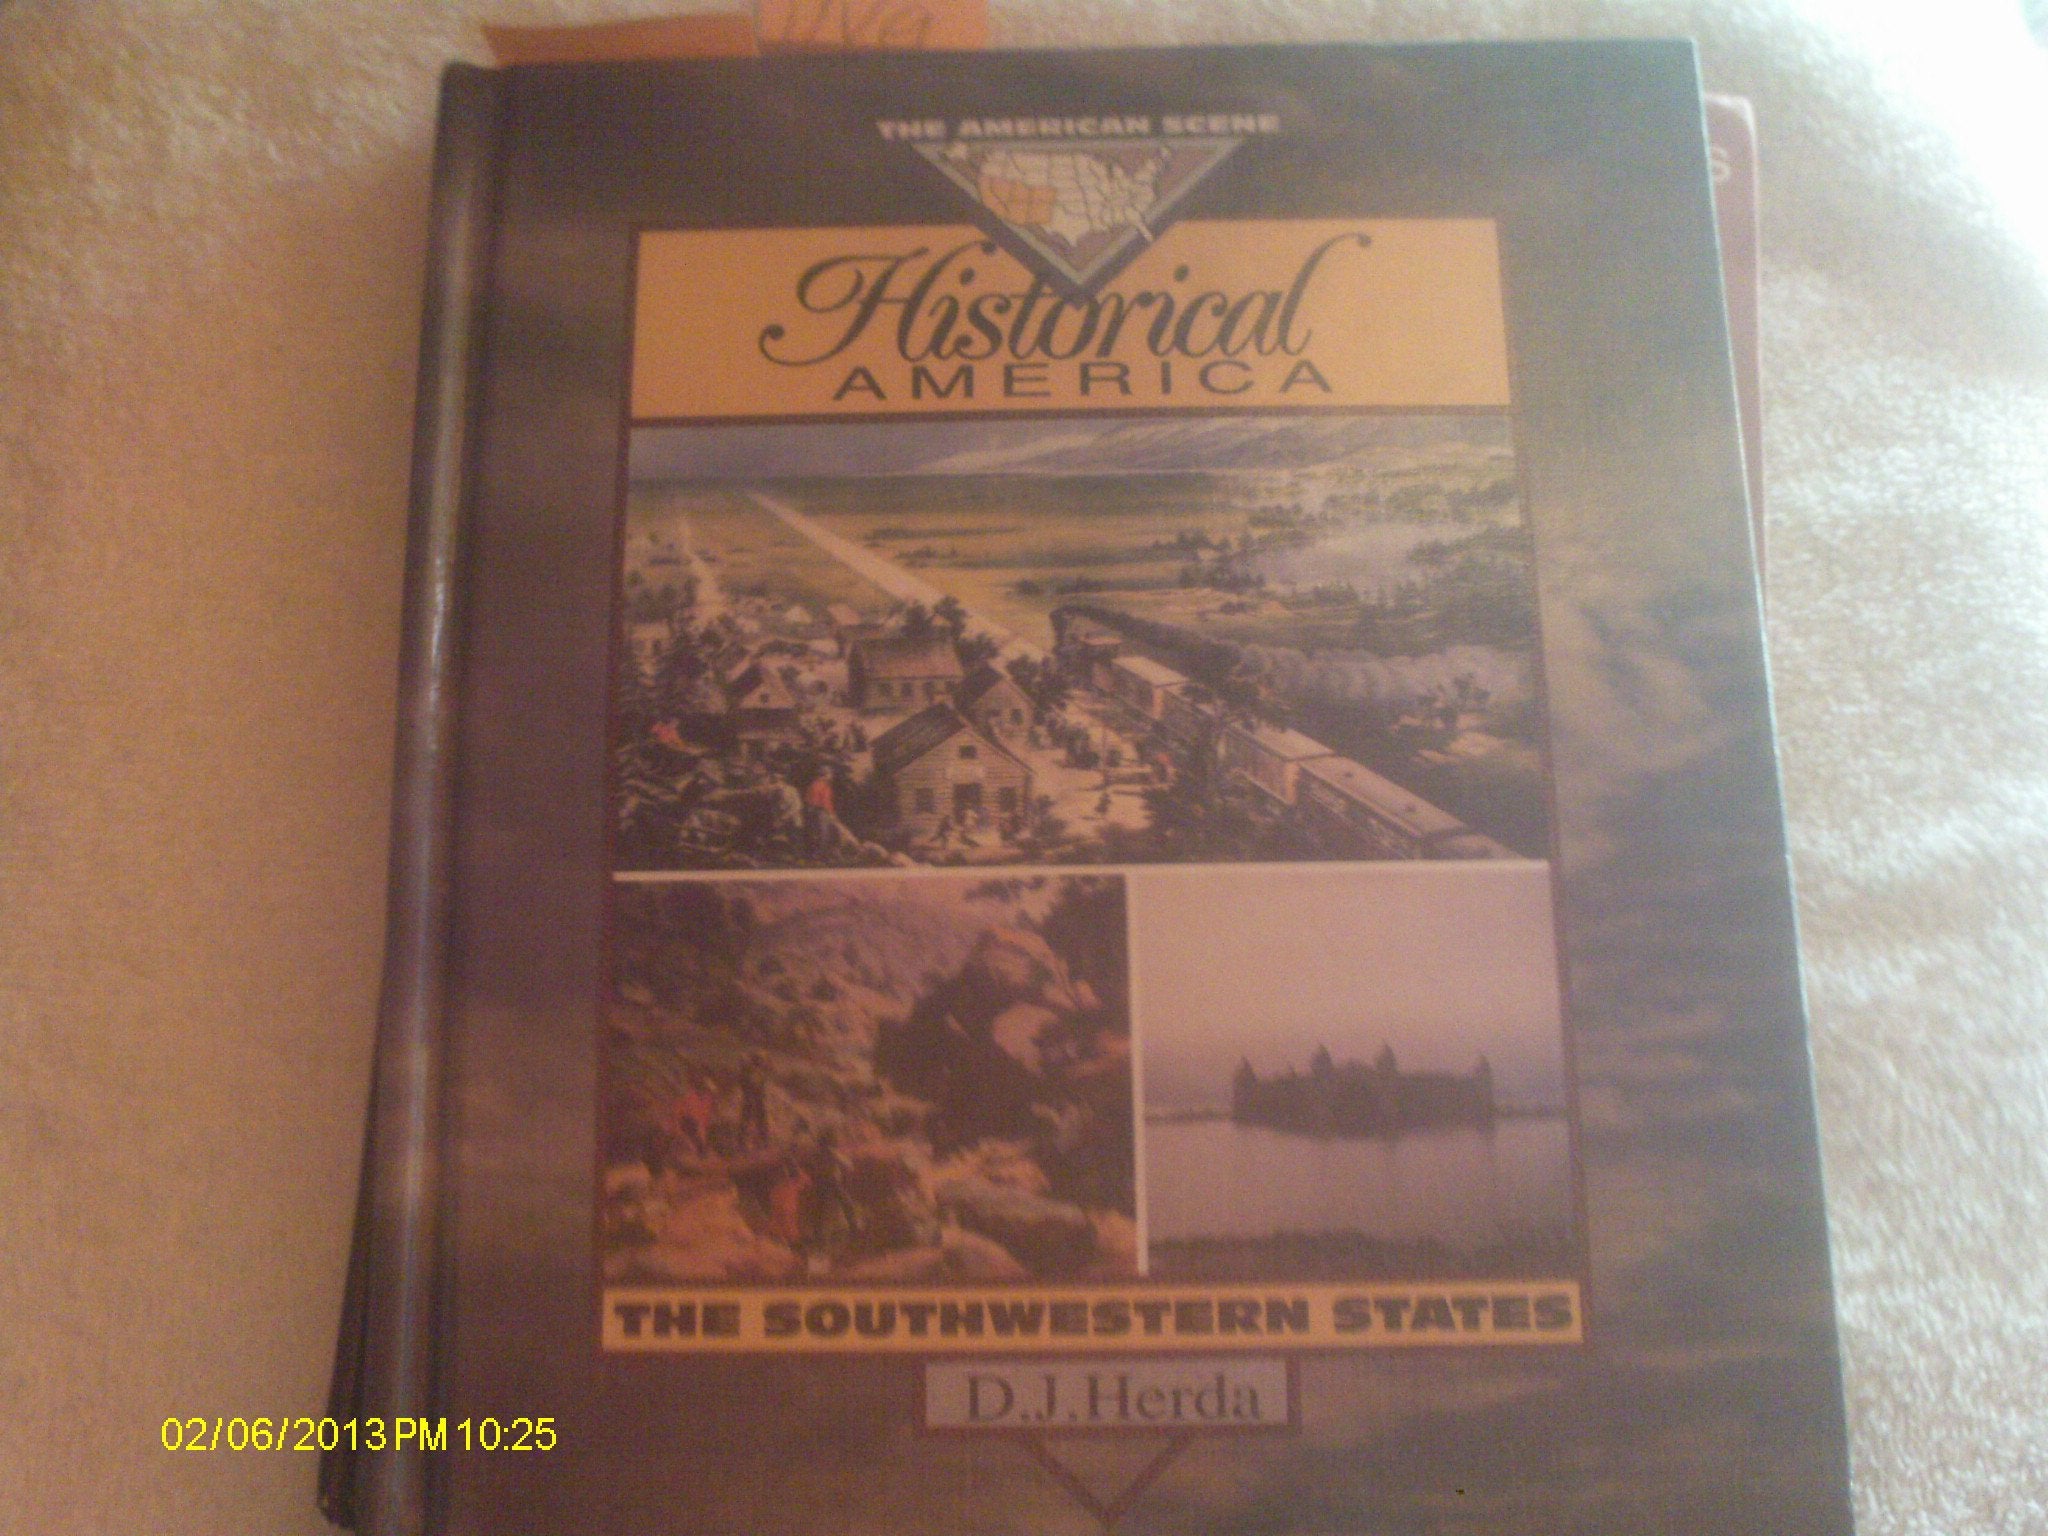 THE AMERICAN SCENE
Historical
AMERICA
THE SOUTHWESTERN STATES
D.J.Herda
02/06/2013 PM 10:25